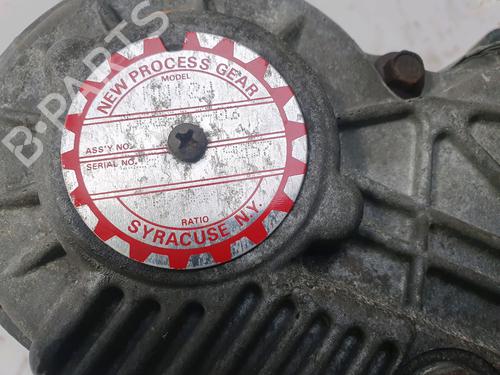 B-PARTS
NEW PROCESS GEAR
MODEL
ASS'Y NO.
SERIAL NO.
RATIO
SYRACUSE N.Y.